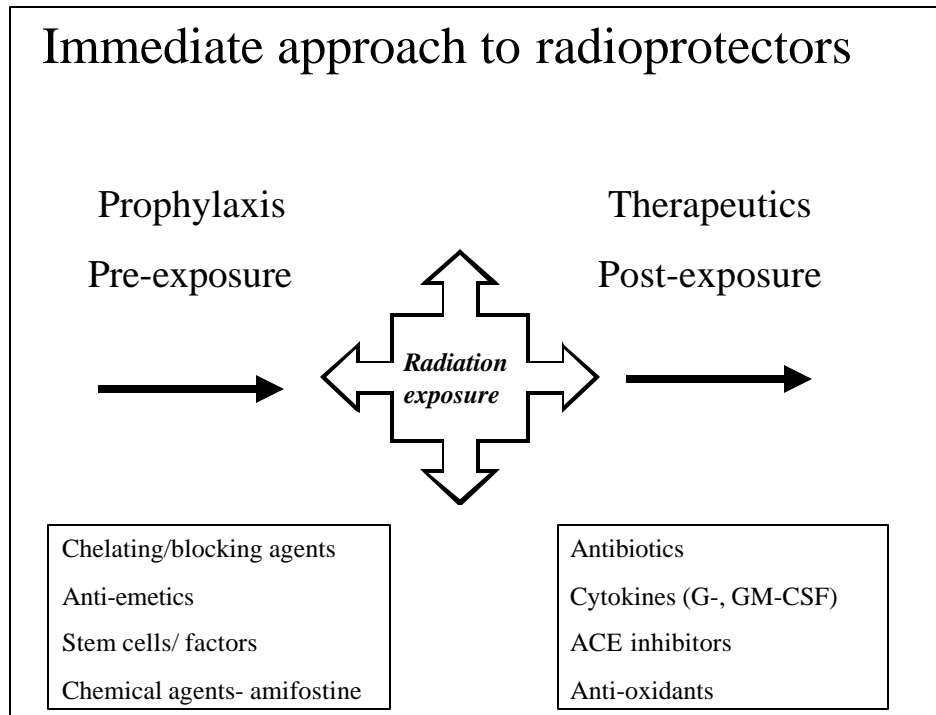 Immediate approach to radioprotectors
Prophylaxis
Pre-exposure
Therapeutics
Post-exposure
Radiation
exposure
Chelating/blocking agents
Anti-emetics
Stem cells/ factors
Chemical agents- amifostine
Antibiotics
Cytokines (G-, GM-CSF)
ACE inhibitors
Anti-oxidants